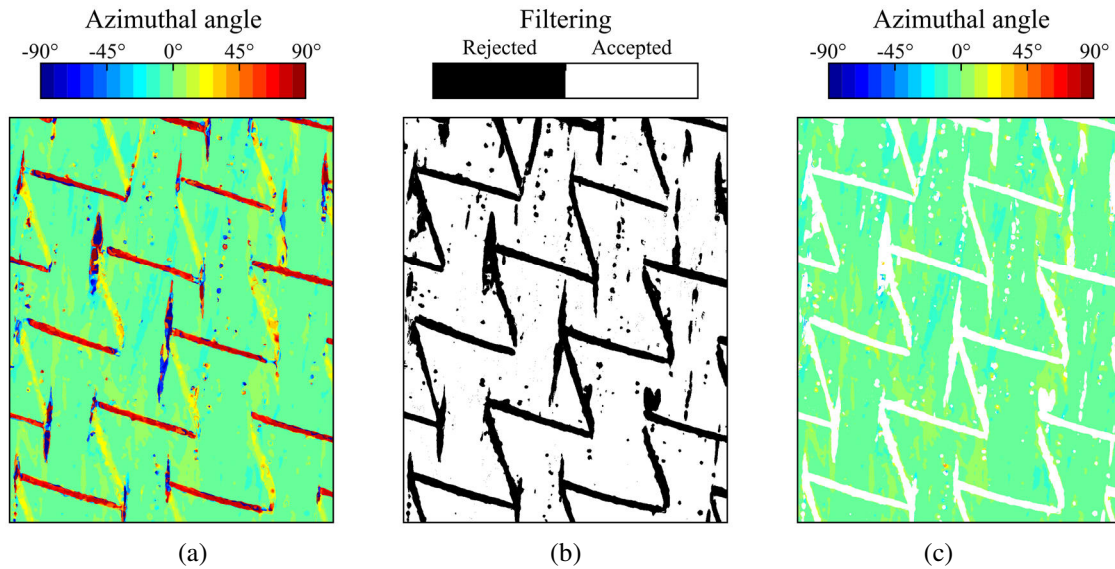 Azimuthal angle
-90° -45° 0° 45° 90°
Filtering
Rejected Accepted
Azimuthal angle
-90° -45° 0° 45° 90°
(a)
(b)
(c)